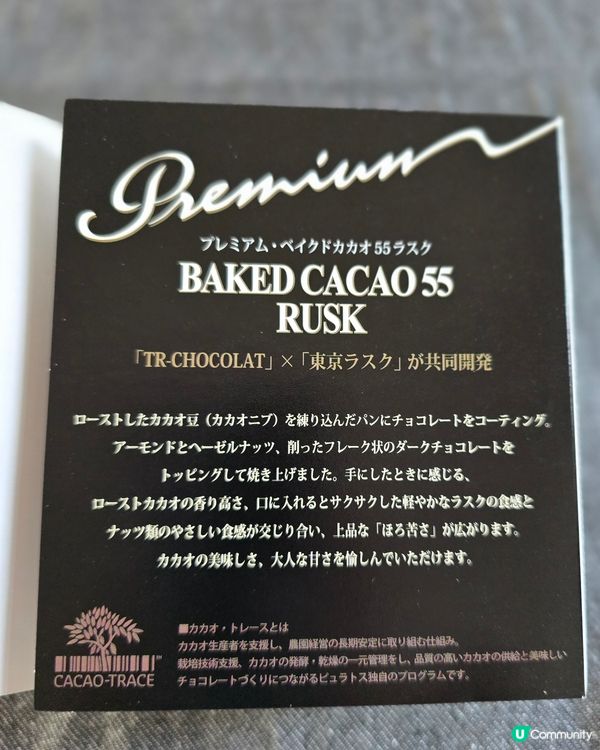 Premium
プレミアム・ベイクドカカオ55ラスク
BAKED CACAO 55
RUSK
「TR-CHOCOLAT」×「東京ラスク」が共同開発
ローストしたカカオ豆（カカオニブ）を練り込んだパンにチョコレートをコーティング。
アーモンドとヘーゼルナッツ、削ったフレーク状のダークチョコレートを
トッピングして焼き上げました。手にしたときに感じる、
ローストカカオの香り高さ、口に入れるとサクサクした軽やかなラスクの食感と
ナッツ類のやさしい食感が交じり合い、上品な「ほろ苦さ」が広がります。
カカオの美味しさ、大人な甘さを愉しんでいただけます。
■カカオ・トレースとは
カカオ生産者を支援し、農園経営の長期安定に取り組む仕組み。
栽培技術支援、カカオの発酵・乾燥の一元管理をし、品質の高いカカオの供給と美味しい
チョコレートづくりにつながるピュラトス独自のプログラムです。
CACAO-TRACE
U Community